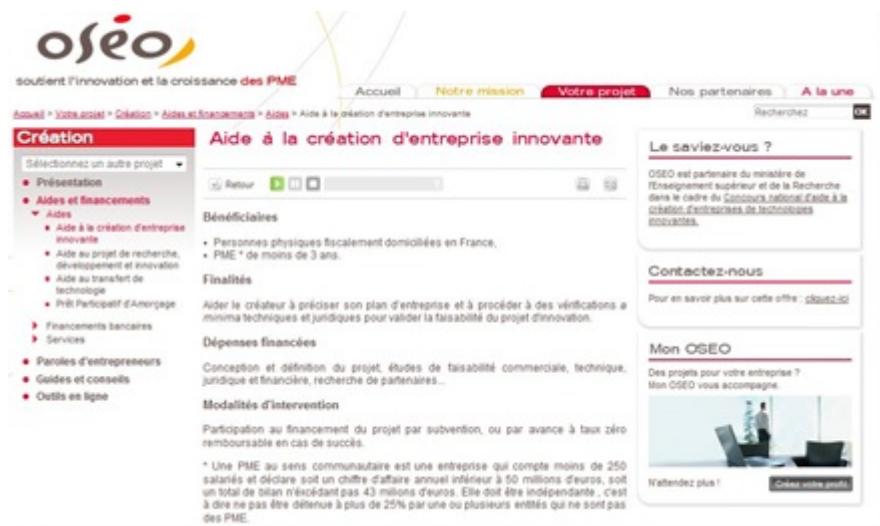 oséo
soutient l'innovation et la croissance des PME
Accueil Notre mission Votre projet Nos partenaires A la une
Accueil > Votre projet > Création > Aides et financements > Aides > Aide à la création d'entreprise innovante
Recherchez OK
Création
Sélectionnez un autre projet
Présentation
Aides et financements
Aides
Aide à la création d'entreprise
innovante
Aide au projet de recherche,
développement et innovation
Aide au transfert de
technologie
Prêt Participatif d'Amorçage
Financements bancaires
Services
Paroles d'entrepreneurs
Guides et conseils
Outils en ligne
Aide à la création d'entreprise innovante
Retour
Bénéficiaires
• Personnes physiques fiscalement domiciliées en France,
• PME * de moins de 3 ans.
Finalités
Aider le créateur à préciser son plan d'entreprise et à procéder à des vérifications a
minima techniques et juridiques pour valider la faisabilité du projet d'innovation.
Dépenses financées
Conception et définition du projet, études de faisabilité commerciale, technique,
juridique et financière, recherche de partenaires...
Modalités d'intervention
Participation au financement du projet par subvention, ou par avance à taux zéro
remboursable en cas de succès.
* Une PME au sens communautaire est une entreprise qui compte moins de 250
salariés et déclare soit un chiffre d'affaire annuel inférieur à 50 millions d'euros, soit
un total de bilan n'excédant pas 43 millions d'euros. Elle doit être indépendante , c'est
à dire ne pas être détenue à plus de 25% par une ou plusieurs entités qui ne sont pas
des PME.
Le saviez-vous ?
OSEO est partenaire du ministère de
l'Enseignement supérieur et de la Recherche
dans le cadre du Concours national d'aide à la
création d'entreprises de technologies
innovantes.
Contactez-nous
Pour en savoir plus sur cette offre : cliquez-ici
Mon OSEO
Des projets pour votre entreprise ?
Mon OSEO vous accompagne.
N'attendez plus !
Créez votre profil